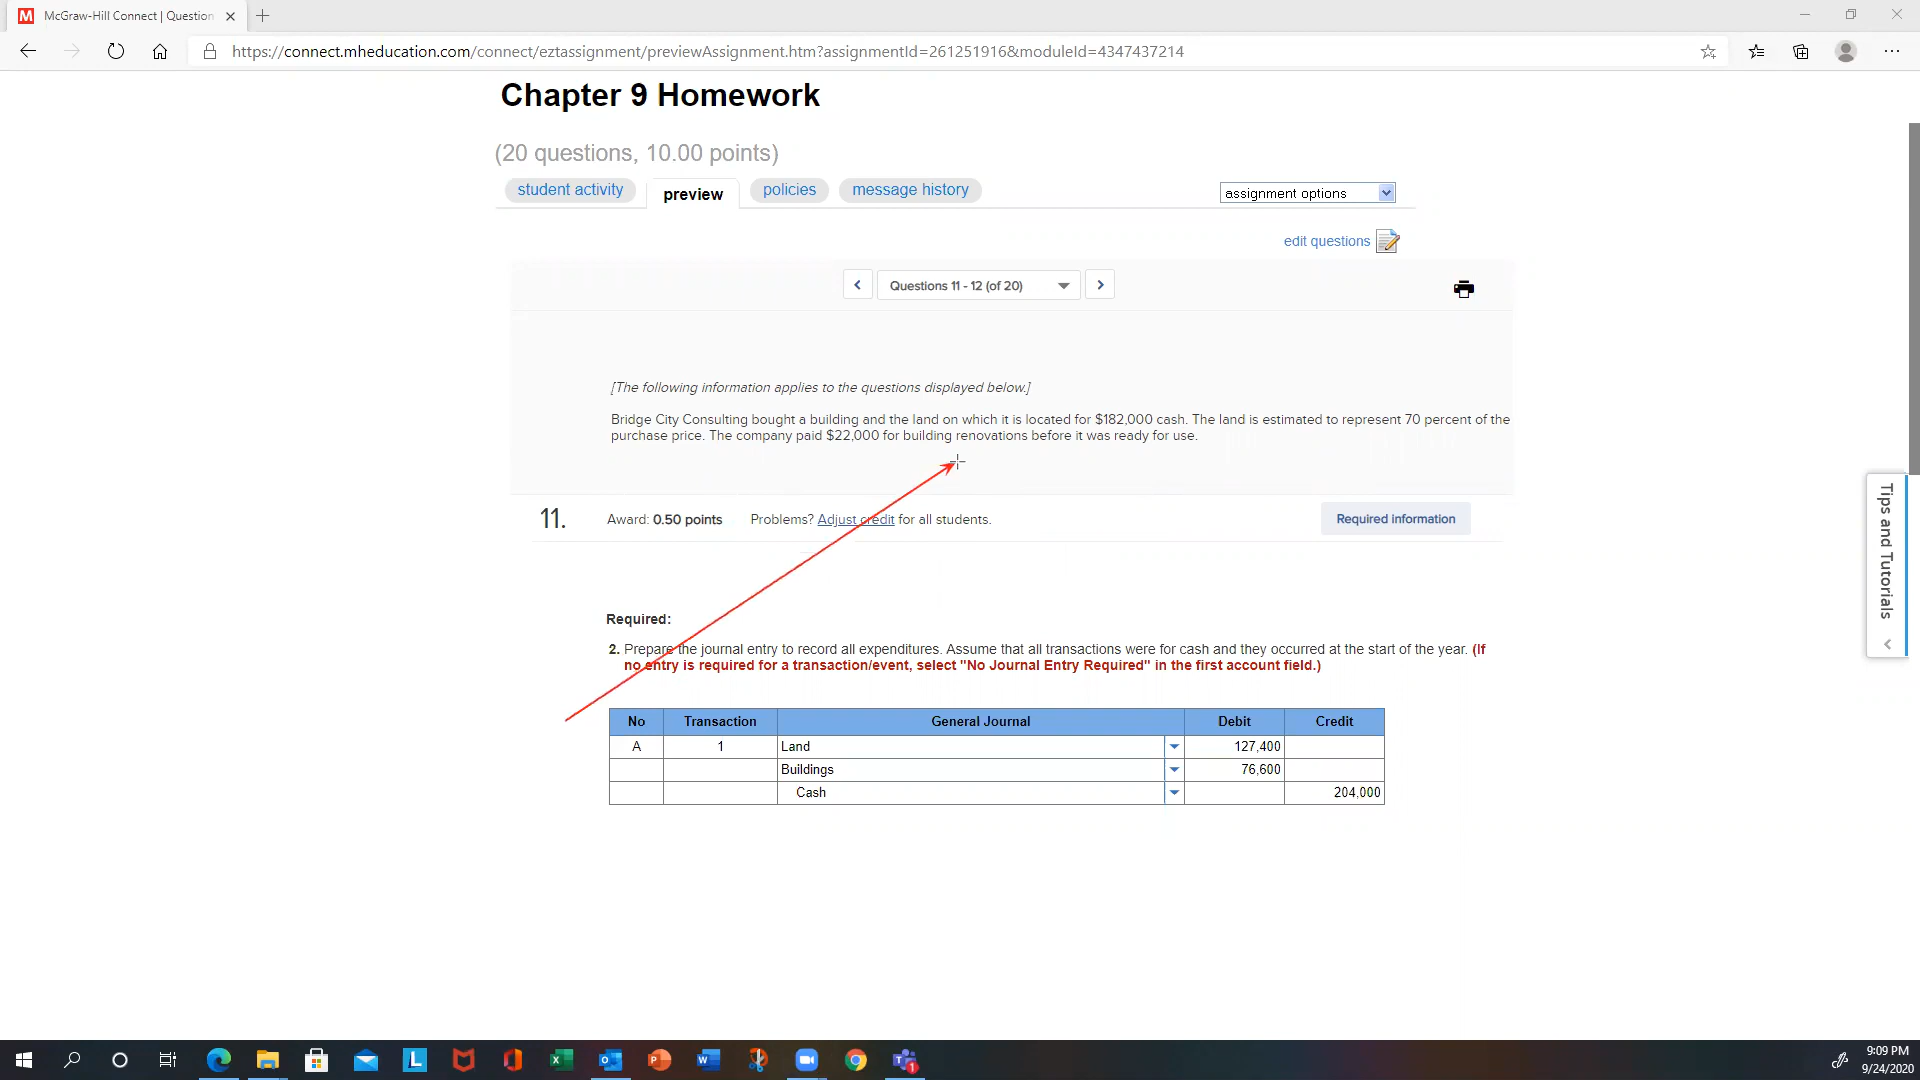 McGraw-Hill Connect | Question
https://connect.mheducation.com/connect/eztassignment/previewAssignment.htm?assignmentId=261251916&moduleId=4347437214
Chapter 9 Homework
(20 questions, 10.00 points)
student activity preview policies message history assignment options
edit questions
Questions 11 - 12 (of 20)
[The following information applies to the questions displayed below.]
Bridge City Consulting bought a building and the land on which it is located for $182,000 cash. The land is estimated to represent 70 percent of the
purchase price. The company paid $22,000 for building renovations before it was ready for use.
11. Award: 0.50 points Problems? Adjust credit for all students. Required information
Tips and Tutorials
Required:
2. Prepare the journal entry to record all expenditures. Assume that all transactions were for cash and they occurred at the start of the year. (If
no entry is required for a transaction/event, select "No Journal Entry Required" in the first account field.)
No Transaction General Journal Debit Credit
A 1 Land 127,400
Buildings 76,600
Cash 204,000
9:09 PM
9/24/2020